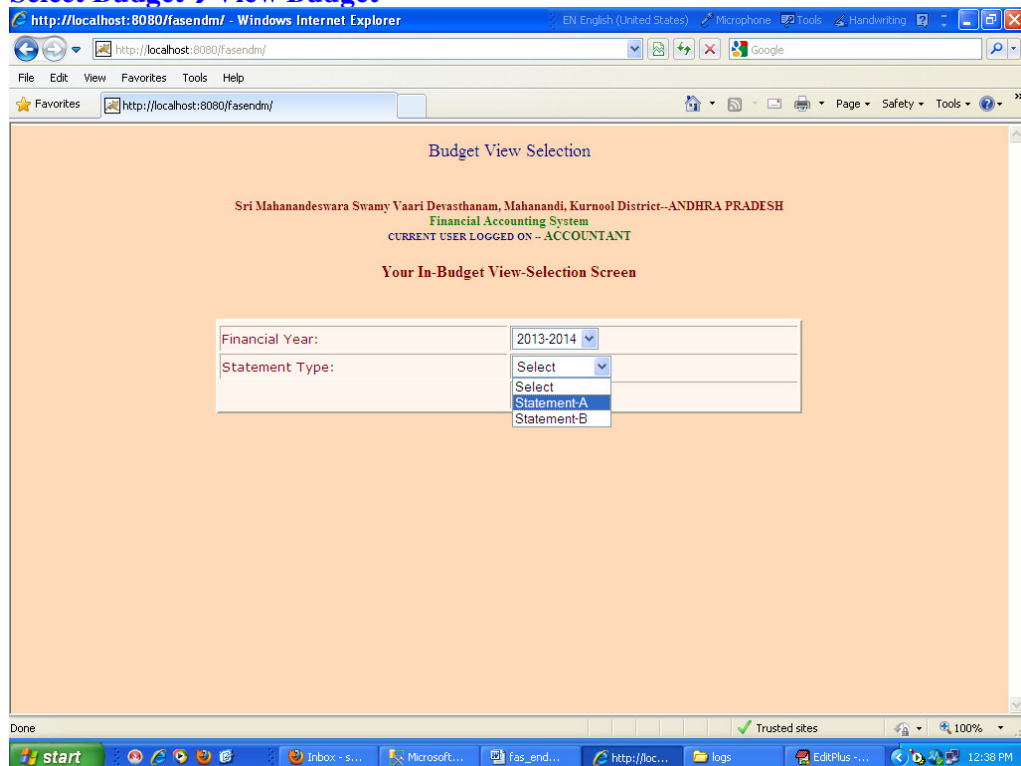 Select Budget → View Budget
http://localhost:8080/fasendm/ - Windows Internet Explorer
EN English (United States) Microphone Tools Handwriting
http://localhost:8080/fasendm/
Google
File Edit View Favorites Tools Help
Favorites http://localhost:8080/fasendm/ Page Safety Tools
Budget View Selection
Sri Mahanandeswara Swamy Vaari Devasthanam, Mahanandi, Kurnool District--ANDHRA PRADESH
Financial Accounting System
CURRENT USER LOGGED ON -- ACCOUNTANT
Your In-Budget View-Selection Screen
Financial Year: 2013-2014
Statement Type: Select
Select
Statement-A
Statement-B
Done Trusted sites 100%
start Inbox - s... Microsoft... fas_end... http://loc... logs EditPlus -... 12:38 PM